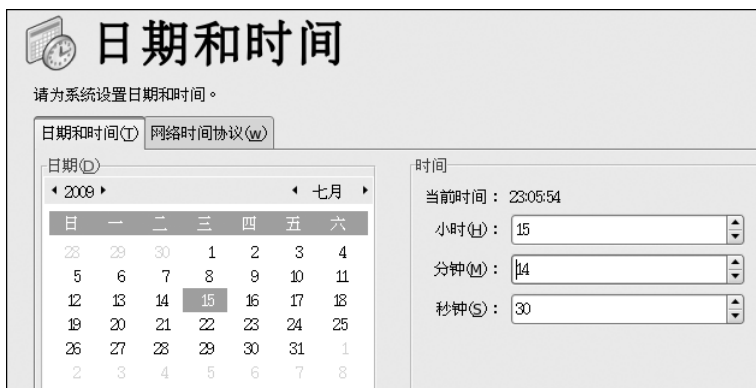 日期和时间
请为系统设置日期和时间。
日期和时间(T) 网络时间协议(w)
日期(D)
2009 七月
日 一 二 三 四 五 六
28 29 30 1 2 3 4
5 6 7 8 9 10 11
12 13 14 15 16 17 18
19 20 21 22 23 24 25
26 27 28 29 30 31 1
2 3 4 5 6 7 8
时间
当前时间： 23:05:54
小时(H)： 15
分钟(M)： 14
秒钟(S)： 30